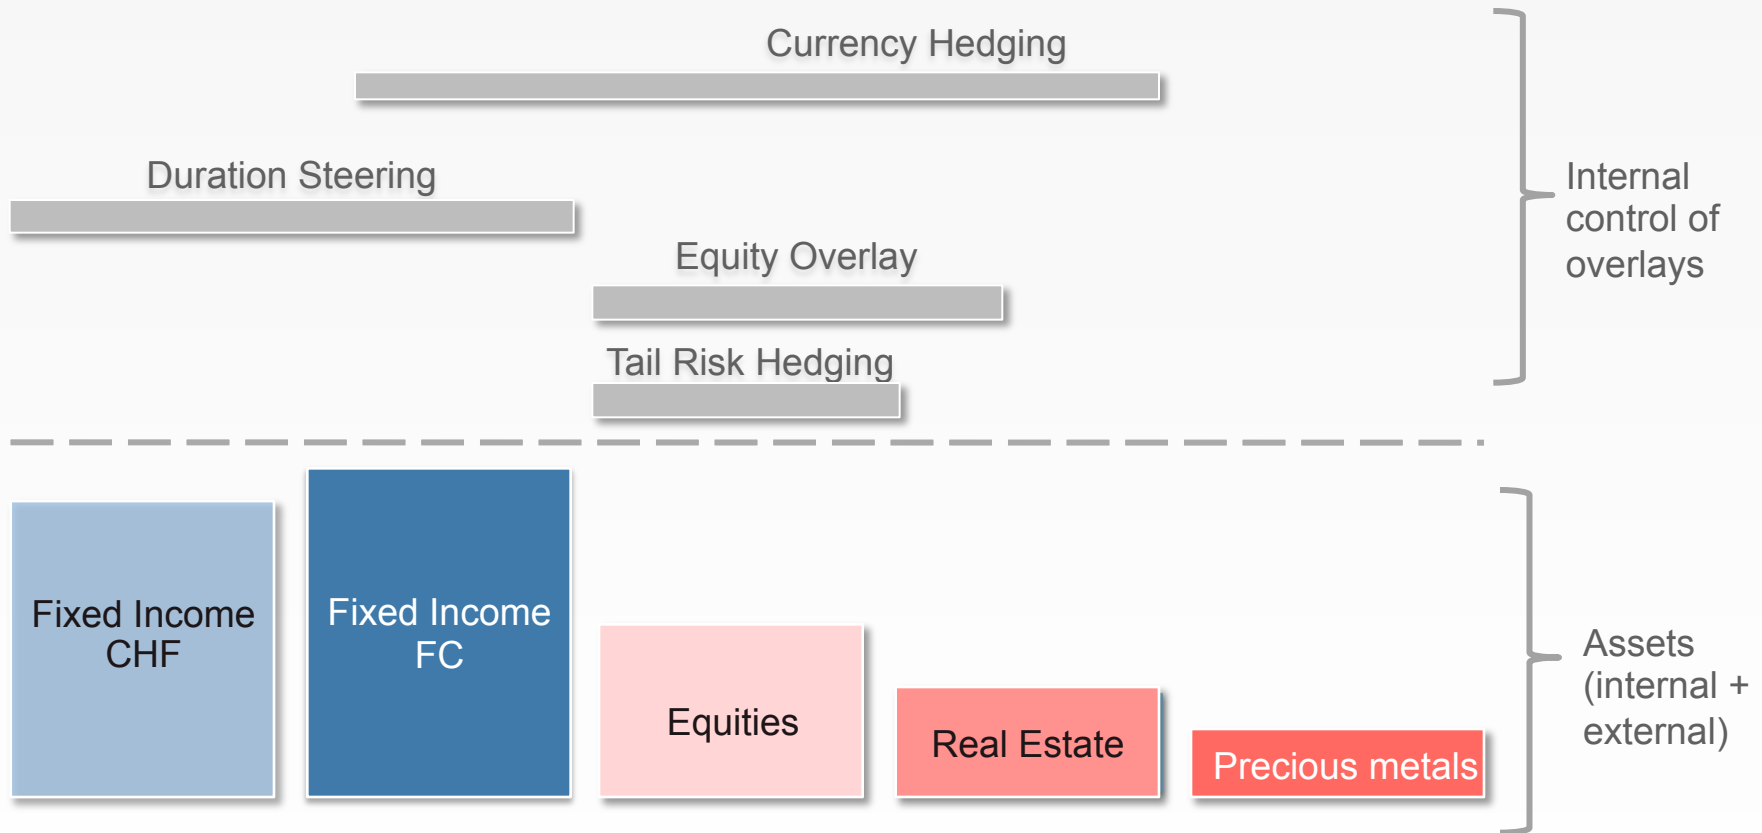 Currency Hedging
Duration Steering
Internal
control of
overlays
Equity Overlay
Tail Risk Hedging
Fixed Income
CHF
Fixed Income
FC
Equities
Real Estate
Precious metals
Assets
(internal +
external)